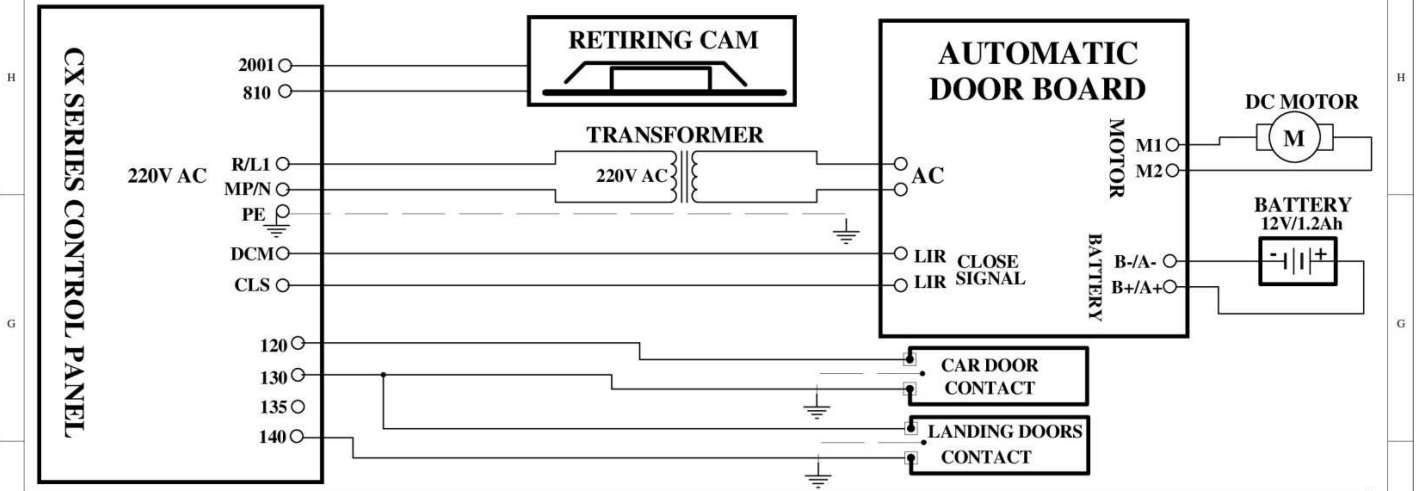 H
CX SERIES CONTROL PANEL
2001
810
220V AC
R/L1
MP/N
PE
DCM
CLS
120
130
135
140
G
RETIRING CAM
TRANSFORMER
220V AC
AUTOMATIC
DOOR BOARD
AC
LIR
LIR
CLOSE
SIGNAL
MOTOR
M1
M2
BATTERY
B-/A-
B+/A+
DC MOTOR
M
BATTERY
12V/1.2Ah
- +
CAR DOOR
CONTACT
LANDING DOORS
CONTACT
H
G